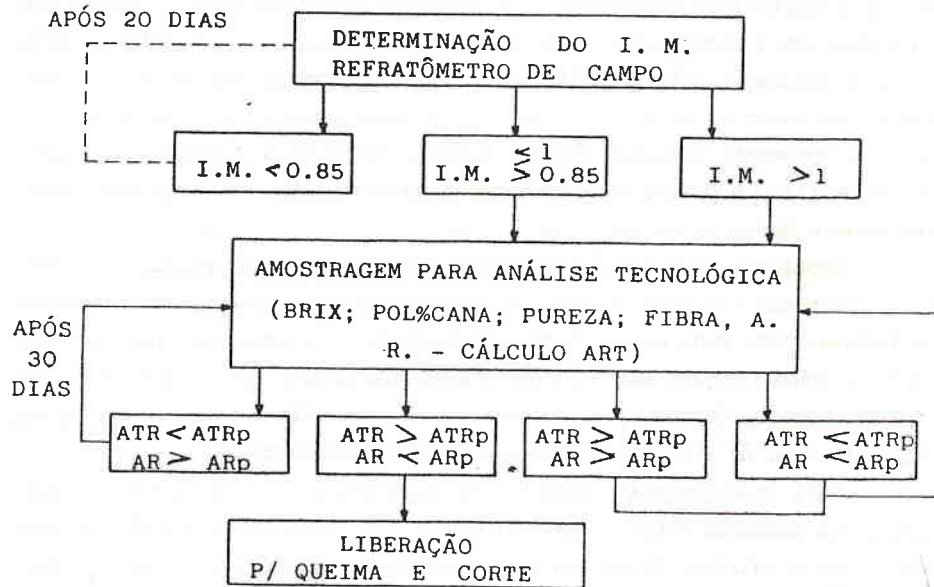 APÓS 20 DIAS
DETERMINAÇÃO DO I. M.
REFRATÔMETRO DE CAMPO
I.M. < 0.85
≤ 1
I.M. > 0.85
I.M. > 1
AMOSTRAGEM PARA ANÁLISE TECNOLÓGICA
(BRIX; POL%CANA; PUREZA; FIBRA, A.
R. - CÁLCULO ART)
APÓS
30
DIAS
ATR < ATRp
AR > ARp
ATR > ATRp
AR < ARp
ATR > ATRp
AR > ARp
ATR < ATRp
AR < ARp
LIBERAÇÃO
P/ QUEIMA E CORTE